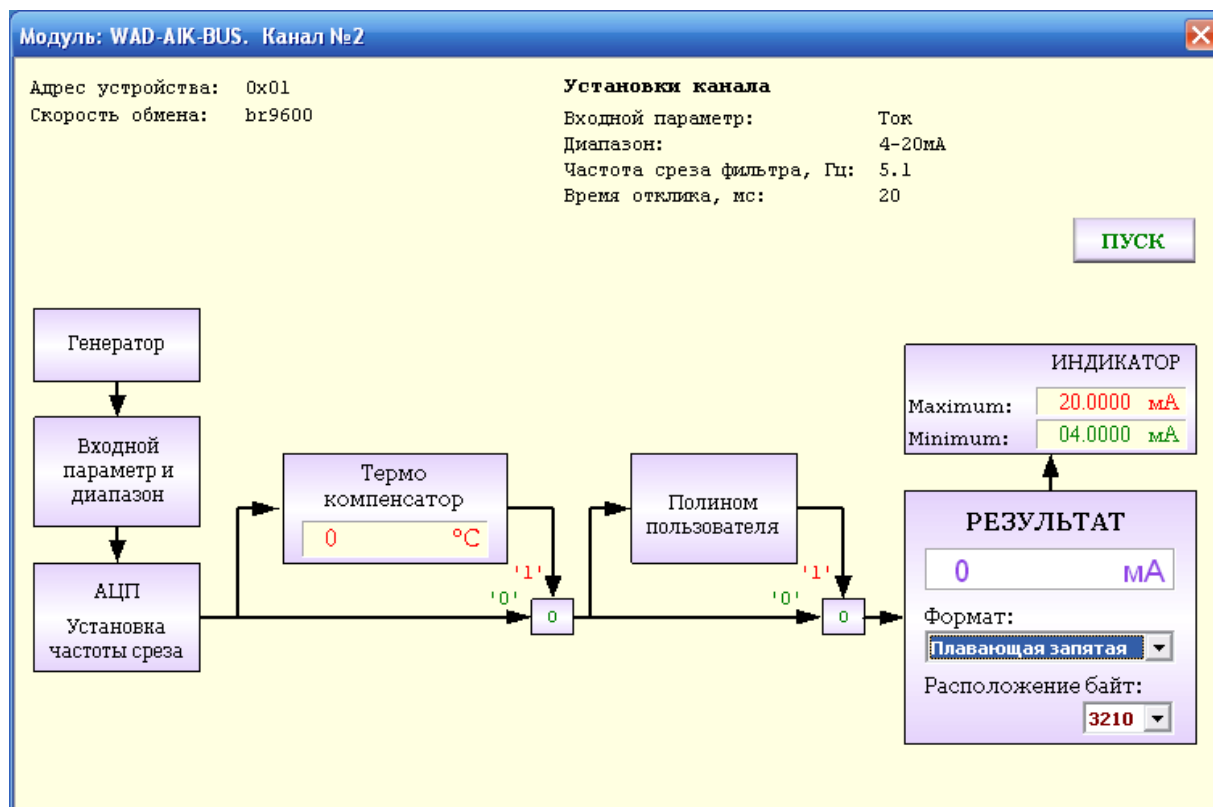 Модуль: WAD-AIK-BUS. Канал №2
Адрес устройства: 0x01
Скорость обмена: br9600
Установки канала
Входной параметр: Ток
Диапазон: 4-20мА
Частота среза фильтра, Гц: 5.1
Время отклика, мс: 20
ПУСК
Генератор
Входной
параметр и
диапазон
АЦП
Установка
частоты среза
Термо
компенсатор
0 °C
'1'
'0'
0
Полином
пользователя
'1'
'0'
0
ИНДИКАТОР
Maximum: 20.0000 мА
Minimum: 04.0000 мА
РЕЗУЛЬТАТ
0 мА
Формат:
Плавающая запятая
Расположение байт:
3210